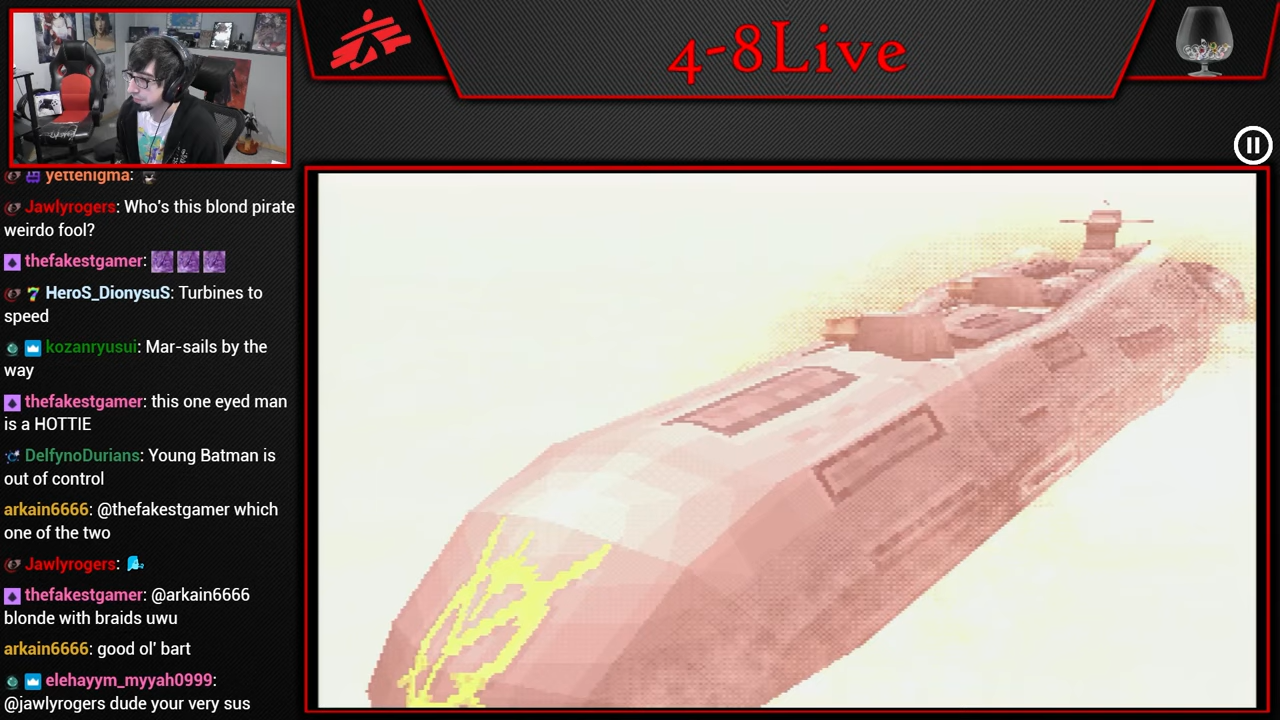 4-8Live
yettenigma:
Jawlyrogers: Who's this blond pirate
weirdo fool?
thefakestgamer:
HeroS_DionysuS: Turbines to
speed
kozanryusui: Mar-sails by the
way
thefakestgamer: this one eyed man
is a HOTTIE
DelfynoDurians: Young Batman is
out of control
arkain6666: @thefakestgamer which
one of the two
Jawlyrogers:
thefakestgamer: @arkain6666
blonde with braids uwu
arkain6666: good ol' bart
elehayym_myyah0999:
@jawlyrogers dude your very sus